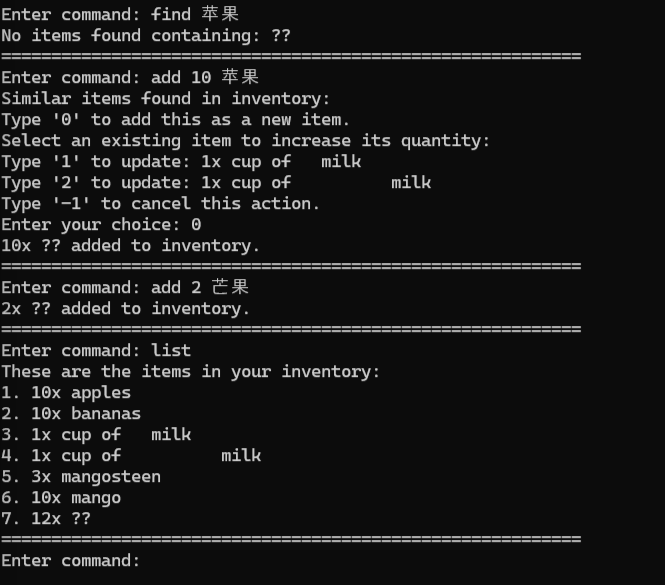 Enter command: find 苹果
No items found containing: ??
==========================================================
Enter command: add 10 苹果
Similar items found in inventory:
Type '0' to add this as a new item.
Select an existing item to increase its quantity:
Type '1' to update: 1x cup of   milk
Type '2' to update: 1x cup of          milk
Type '-1' to cancel this action.
Enter your choice: 0
10x ?? added to inventory.
==========================================================
Enter command: add 2 芒果
2x ?? added to inventory.
==========================================================
Enter command: list
These are the items in your inventory:
1. 10x apples
2. 10x bananas
3. 1x cup of   milk
4. 1x cup of          milk
5. 3x mangosteen
6. 10x mango
7. 12x ??
==========================================================
Enter command: